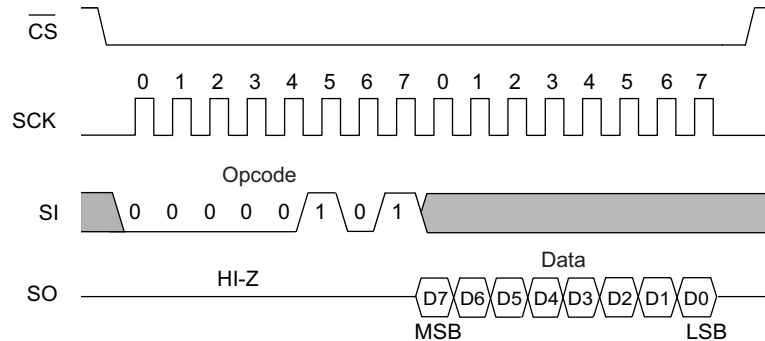 CS
0 1 2 3 4 5 6 7 0 1 2 3 4 5 6 7
SCK
Opcode
SI 0 0 0 0 0 1 0 1
Data
HI-Z
SO D7 D6 D5 D4 D3 D2 D1 D0
MSB LSB